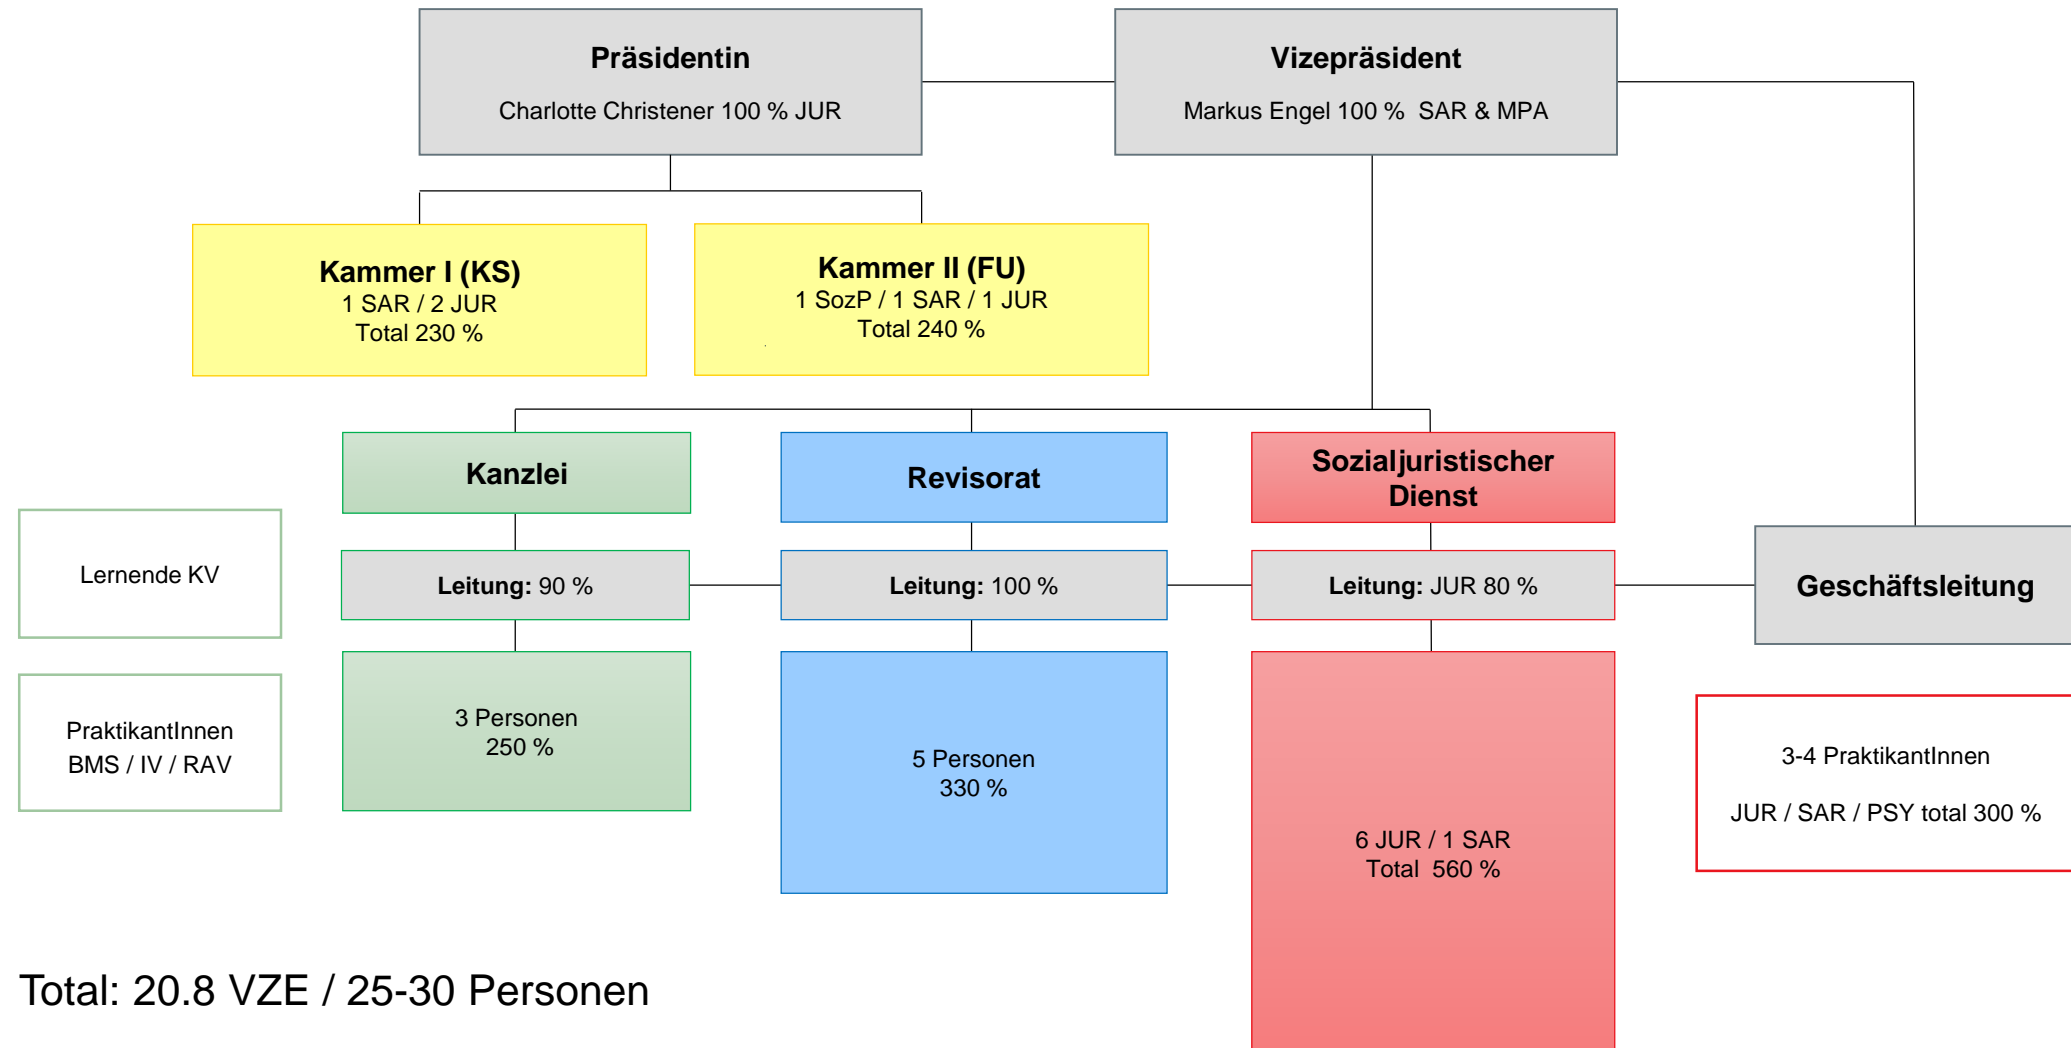 Präsidentin
Charlotte Christener 100 % JUR
Vizepräsident
Markus Engel 100 %  SAR & MPA
Kammer I (KS)
1 SAR / 2 JUR
Total 230 %
Kammer II (FU)
1 SozP / 1 SAR / 1 JUR
Total 240 %
Kanzlei
Revisorat
Sozialjuristischer
Dienst
Lernende KV
Leitung: 90 %
Leitung: 100 %
Leitung: JUR 80 %
Geschäftsleitung
PraktikantInnen
BMS / IV / RAV
3 Personen
250 %
5 Personen
330 %
6 JUR / 1 SAR
Total  560 %
3-4 PraktikantInnen
JUR / SAR / PSY total 300 %
Total: 20.8 VZE / 25-30 Personen